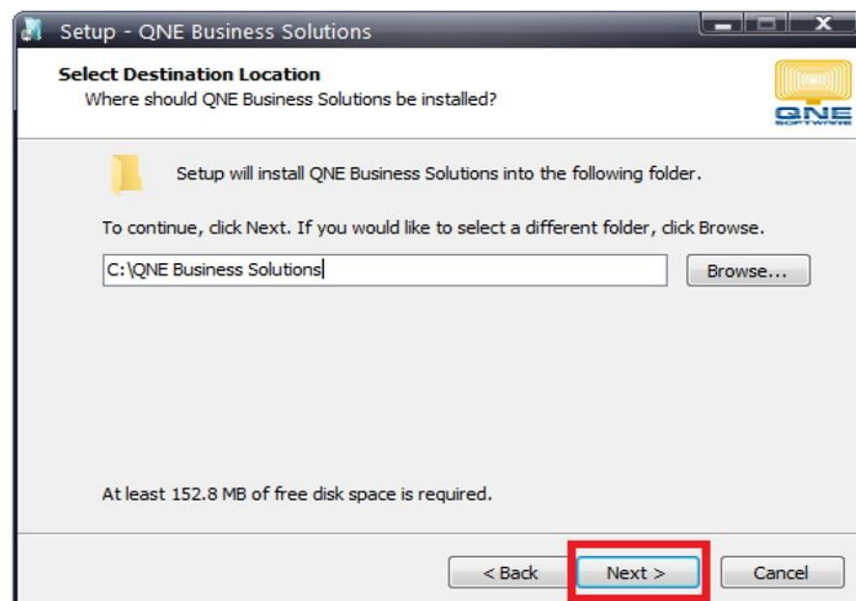 Setup - QNE Business Solutions
Select Destination Location
Where should QNE Business Solutions be installed?
QNE
SOFTWARE
Setup will install QNE Business Solutions into the following folder.
To continue, click Next. If you would like to select a different folder, click Browse.
C:\QNE Business Solutions
Browse...
At least 152.8 MB of free disk space is required.
< Back
Next >
Cancel